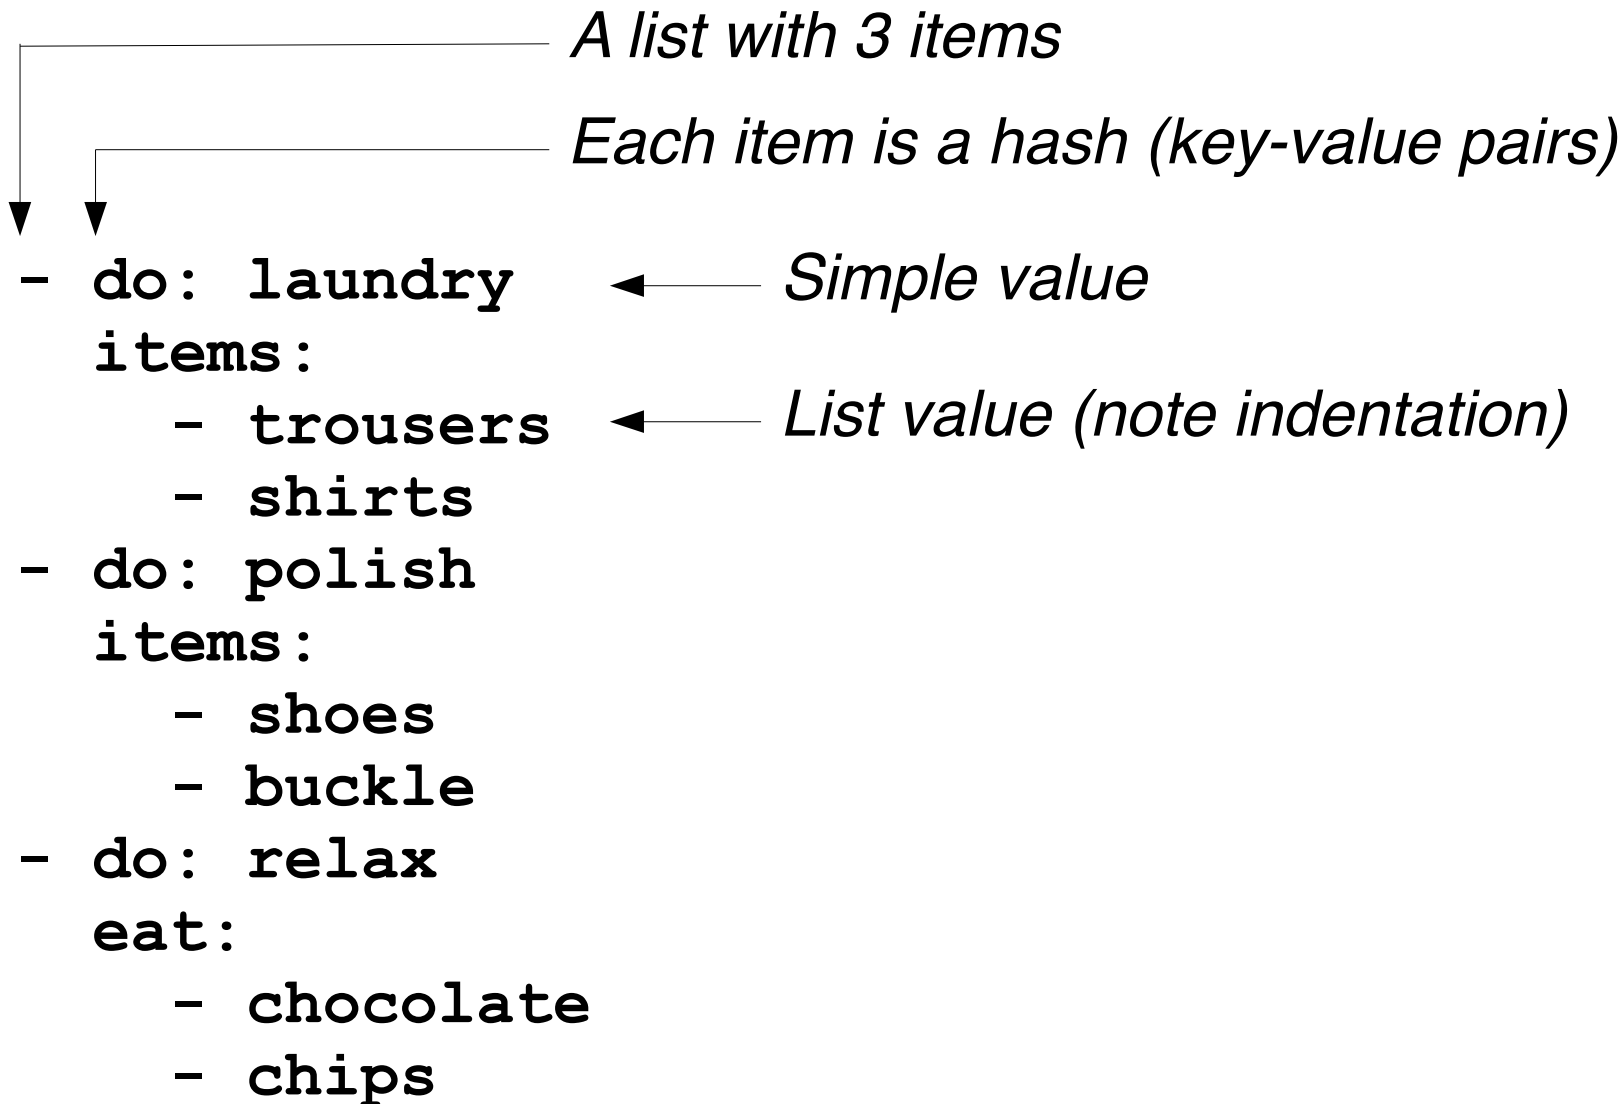 A list with 3 items
Each item is a hash (key-value pairs)
- do: laundry Simple value
items:
- trousers List value (note indentation)
- shirts
- do: polish
items:
- shoes
- buckle
- do: relax
eat:
- chocolate
- chips